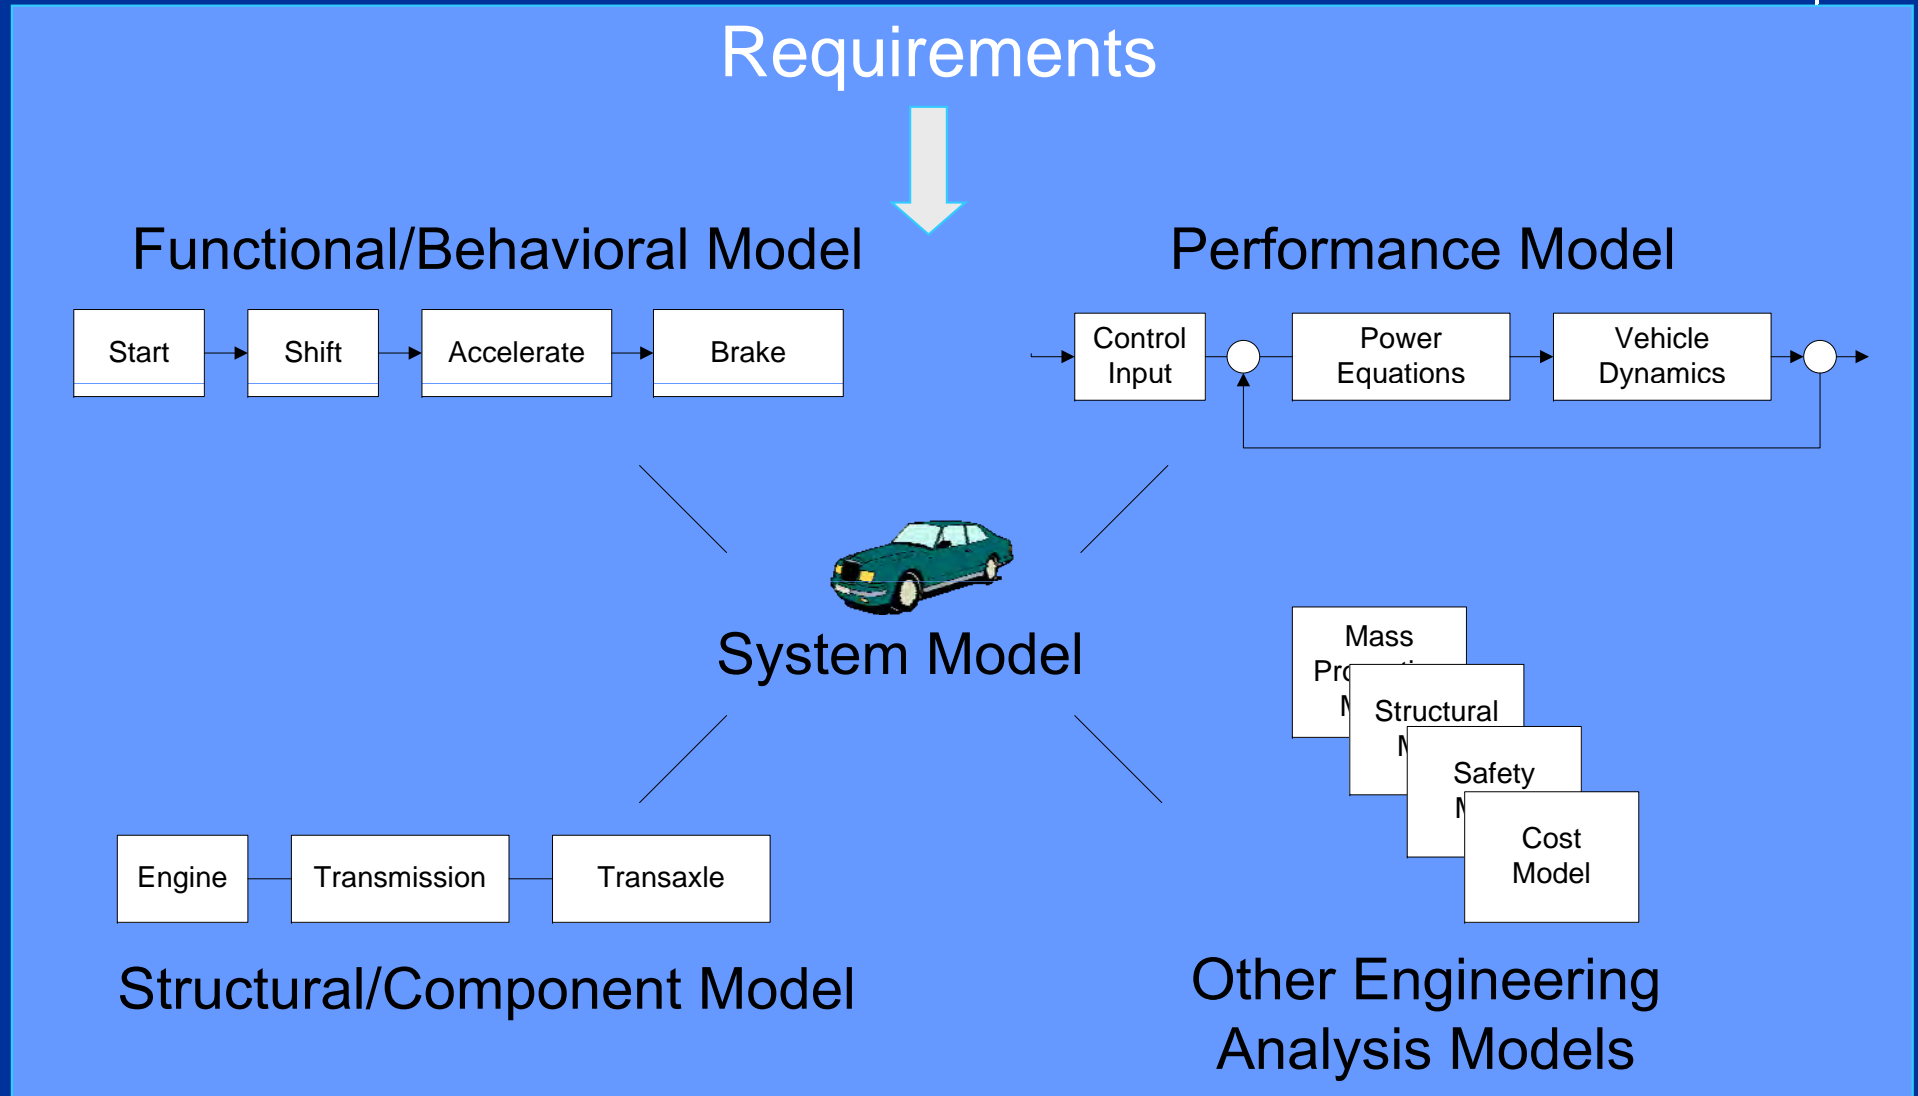 Requirements
Functional/Behavioral Model
Performance Model
Start
Shift
Accelerate
Brake
Control
Input
Power
Equations
Vehicle
Dynamics
System Model
Mass
Structural
Safety
Cost
Model
Engine
Transmission
Transaxle
Structural/Component Model
Other Engineering
Analysis Models